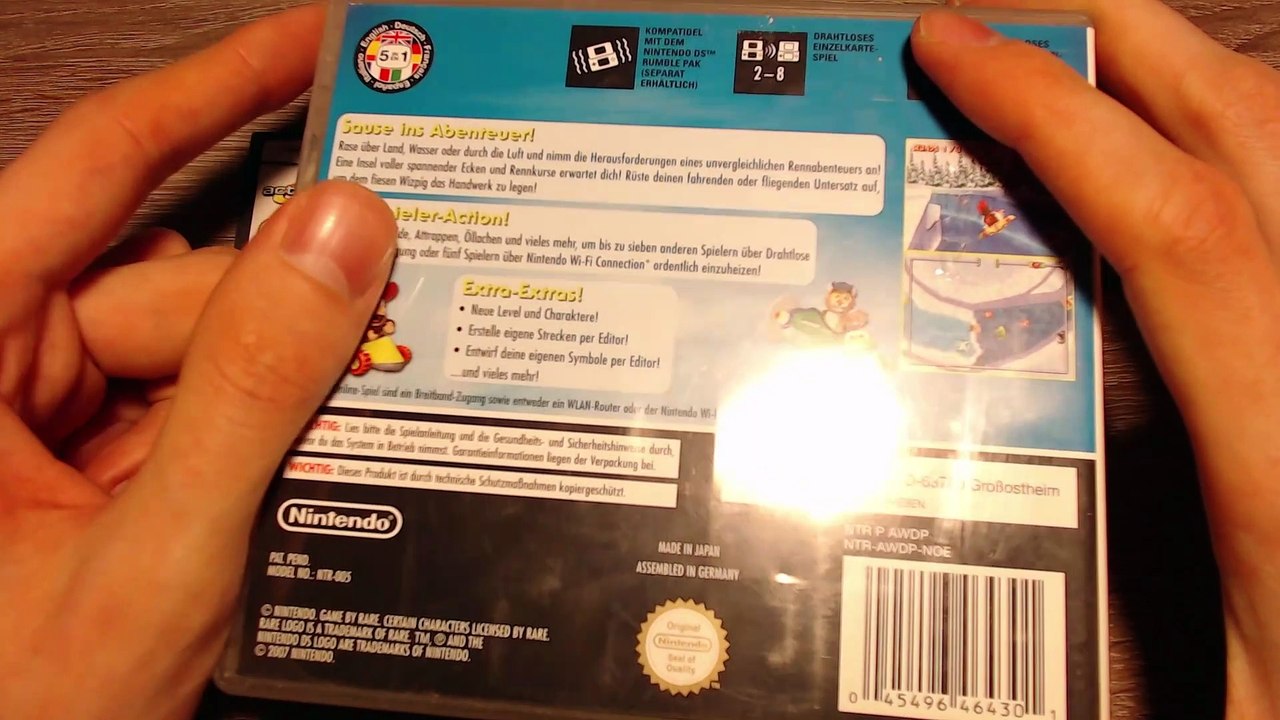 English · Deutsch · Français · Español · Italiano
5 in 1
KOMPATIBEL
MIT DEM
NINTENDO DS™
RUMBLE PAK
(SEPARAT
ERHÄLTLICH)
2–8
DRAHTLOSES
EINZELKARTE-
SPIEL
Sause ins Abenteuer!
Rase über Land, Wasser oder durch die Luft und nimm die Herausforderungen eines unvergleichlichen Rennabenteuers an!
Eine Insel voller spannender Ecken und Rennkurse erwartet dich! Rüste deinen fahrenden oder fliegenden Untersatz auf,
dem fiesen Wizpig das Handwerk zu legen!
ieler-Action!
Attrappen, Öllachen und vieles mehr, um bis zu sieben anderen Spielern über Drahtlose
oder fünf Spielern über Nintendo Wi-Fi Connection* ordentlich einzuheizen!
Extra-Extras!
• Neue Level und Charaktere!
• Erstelle eigene Strecken per Editor!
• Entwirf deine eigenen Symbole per Editor!
...und vieles mehr!
Spiel sind ein Breitband-Zugang sowie entweder ein WLAN-Router oder der Nintendo Wi-
Lies bitte die Spielanleitung und die Gesundheits- und Sicherheitshinweise durch,
du das System in Betrieb nimmst. Garantieinformationen liegen der Verpackung bei.
WICHTIG: Dieses Produkt ist durch technische Schutzmaßnahmen kopiergeschützt.
Großostheim
Nintendo
NTR P AWDP
NTR-AWDP-NOE
PAT. PEND.
MODEL NO.: NTR-005
MADE IN JAPAN
ASSEMBLED IN GERMANY
© NINTENDO. GAME BY RARE. CERTAIN CHARACTERS LICENSED BY RARE.
RARE LOGO IS A TRADEMARK OF RARE. TM, ® AND THE
NINTENDO DS LOGO ARE TRADEMARKS OF NINTENDO.
© 2007 NINTENDO.
Original
Nintendo
Seal of
Quality
0 45496 46430 1